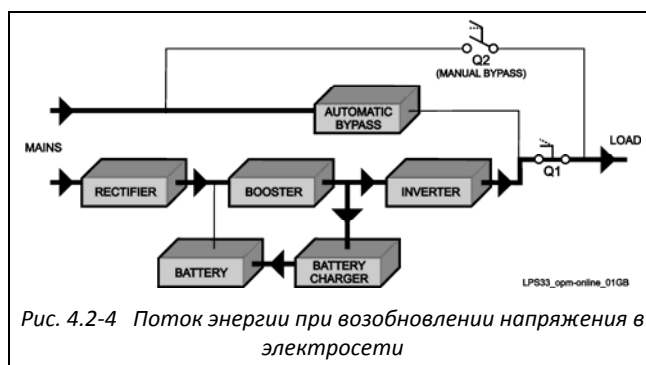 Q2
(MANUAL BYPASS)
AUTOMATIC
BYPASS
MAINS
LOAD
Q1
RECTIFIER
BOOSTER
INVERTER
BATTERY
BATTERY
CHARGER
LPS33_opm-online_01GB
Рис. 4.2-4 Поток энергии при возобновлении напряжения в
электросети